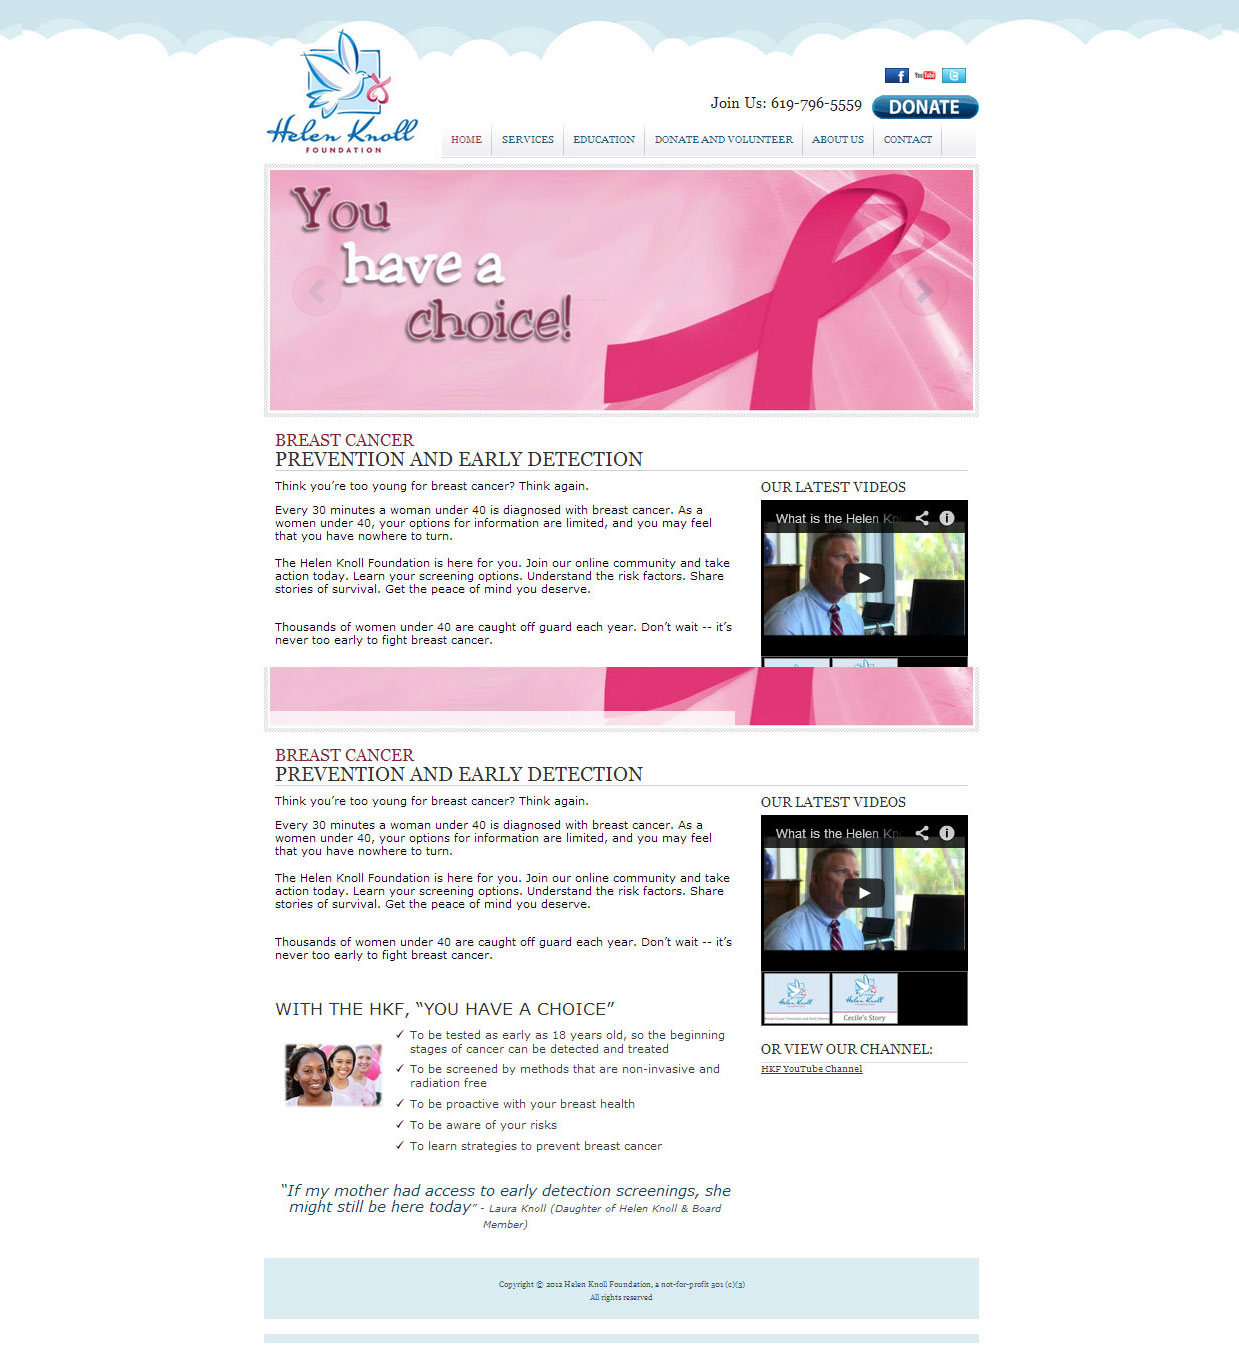 Helen Knoll
FOUNDATION
f
You Tube
t
Join Us: 619-796-5559
DONATE
HOME
SERVICES
EDUCATION
DONATE AND VOLUNTEER
ABOUT US
CONTACT
You
have a
choice!
BREAST CANCER
PREVENTION AND EARLY DETECTION
Think you’re too young for breast cancer? Think again.
Every 30 minutes a woman under 40 is diagnosed with breast cancer. As a
women under 40, your options for information are limited, and you may feel
that you have nowhere to turn.
The Helen Knoll Foundation is here for you. Join our online community and take
action today. Learn your screening options. Understand the risk factors. Share
stories of survival. Get the peace of mind you deserve.
Thousands of women under 40 are caught off guard each year. Don’t wait -- it’s
never too early to fight breast cancer.
OUR LATEST VIDEOS
What is the Helen Kn
BREAST CANCER
PREVENTION AND EARLY DETECTION
Think you’re too young for breast cancer? Think again.
Every 30 minutes a woman under 40 is diagnosed with breast cancer. As a
women under 40, your options for information are limited, and you may feel
that you have nowhere to turn.
The Helen Knoll Foundation is here for you. Join our online community and take
action today. Learn your screening options. Understand the risk factors. Share
stories of survival. Get the peace of mind you deserve.
Thousands of women under 40 are caught off guard each year. Don’t wait -- it’s
never too early to fight breast cancer.
WITH THE HKF, “YOU HAVE A CHOICE”
To be tested as early as 18 years old, so the beginning
stages of cancer can be detected and treated
To be screened by methods that are non-invasive and
radiation free
To be proactive with your breast health
To be aware of your risks
To learn strategies to prevent breast cancer
“If my mother had access to early detection screenings, she
might still be here today” - Laura Knoll (Daughter of Helen Knoll & Board
Member)
OUR LATEST VIDEOS
What is the Helen Kn
Helen Knoll
Helen Knoll
Cecile's Story
OR VIEW OUR CHANNEL:
HKF YouTube Channel
Copyright © 2012 Helen Knoll Foundation, a not-for-profit 501 (c)(3)
All rights reserved